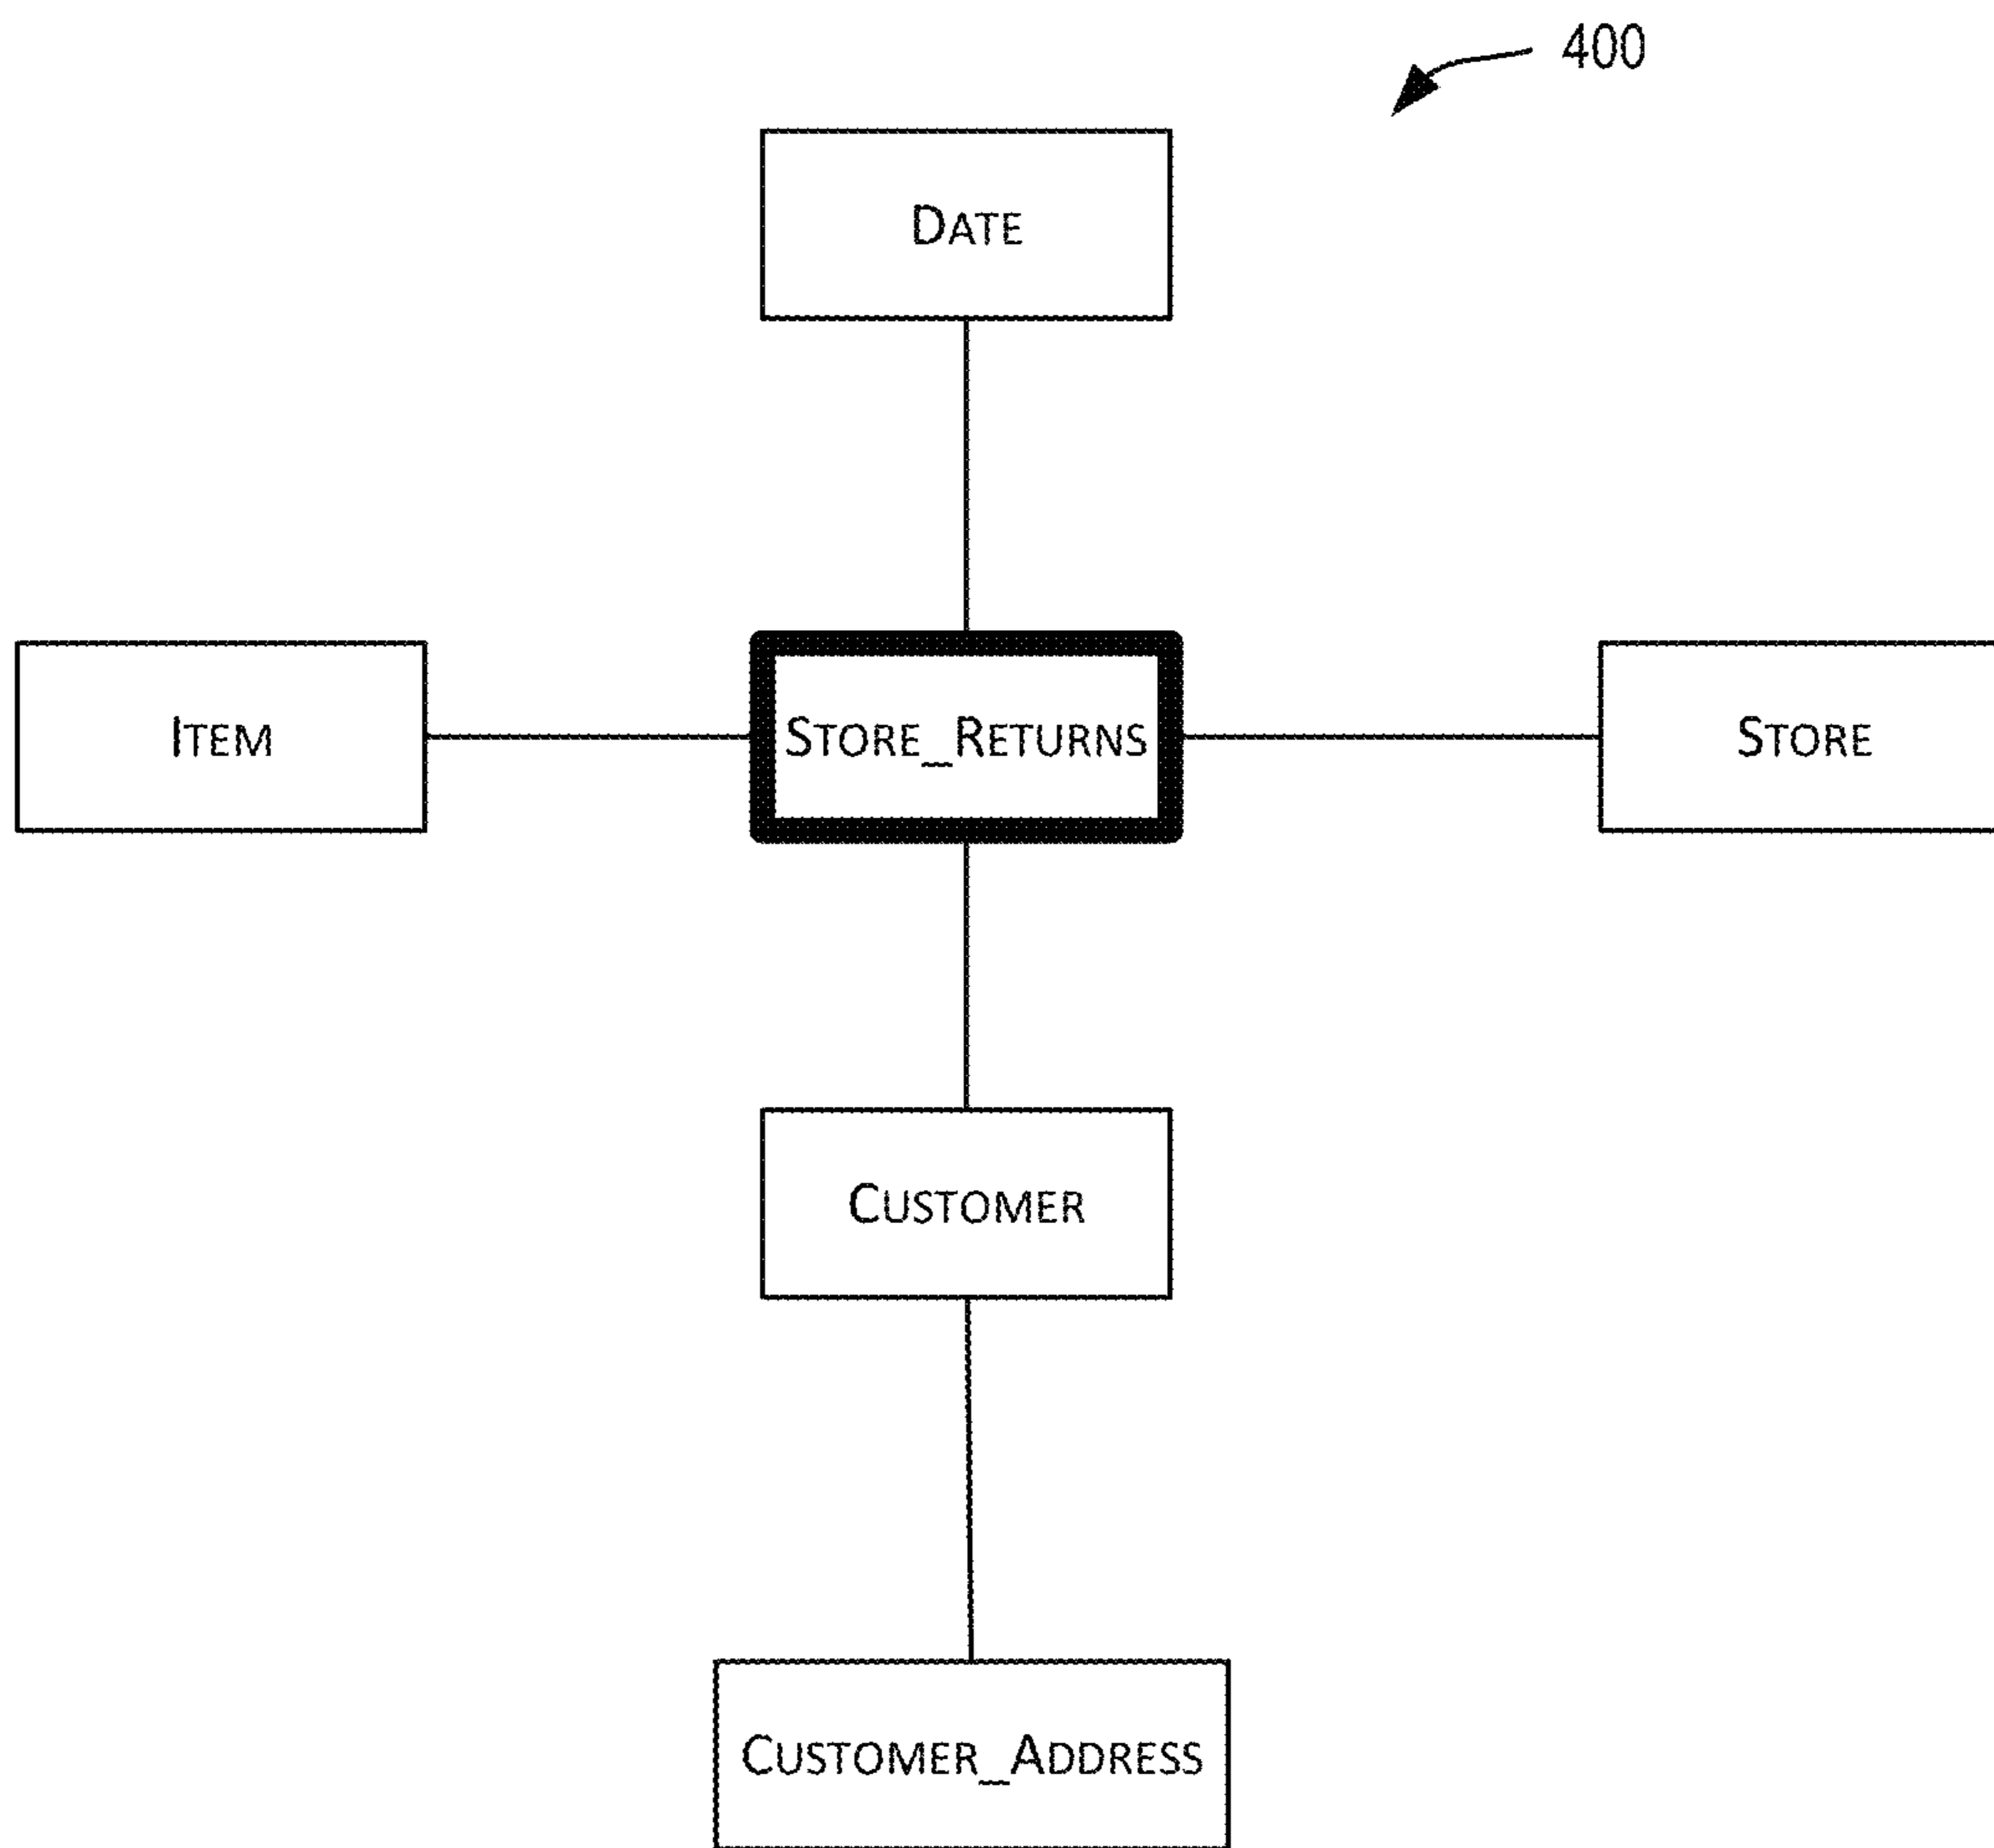 400
DATE
ITEM
STORE_RETURNS
STORE
CUSTOMER
CUSTOMER_ADDRESS